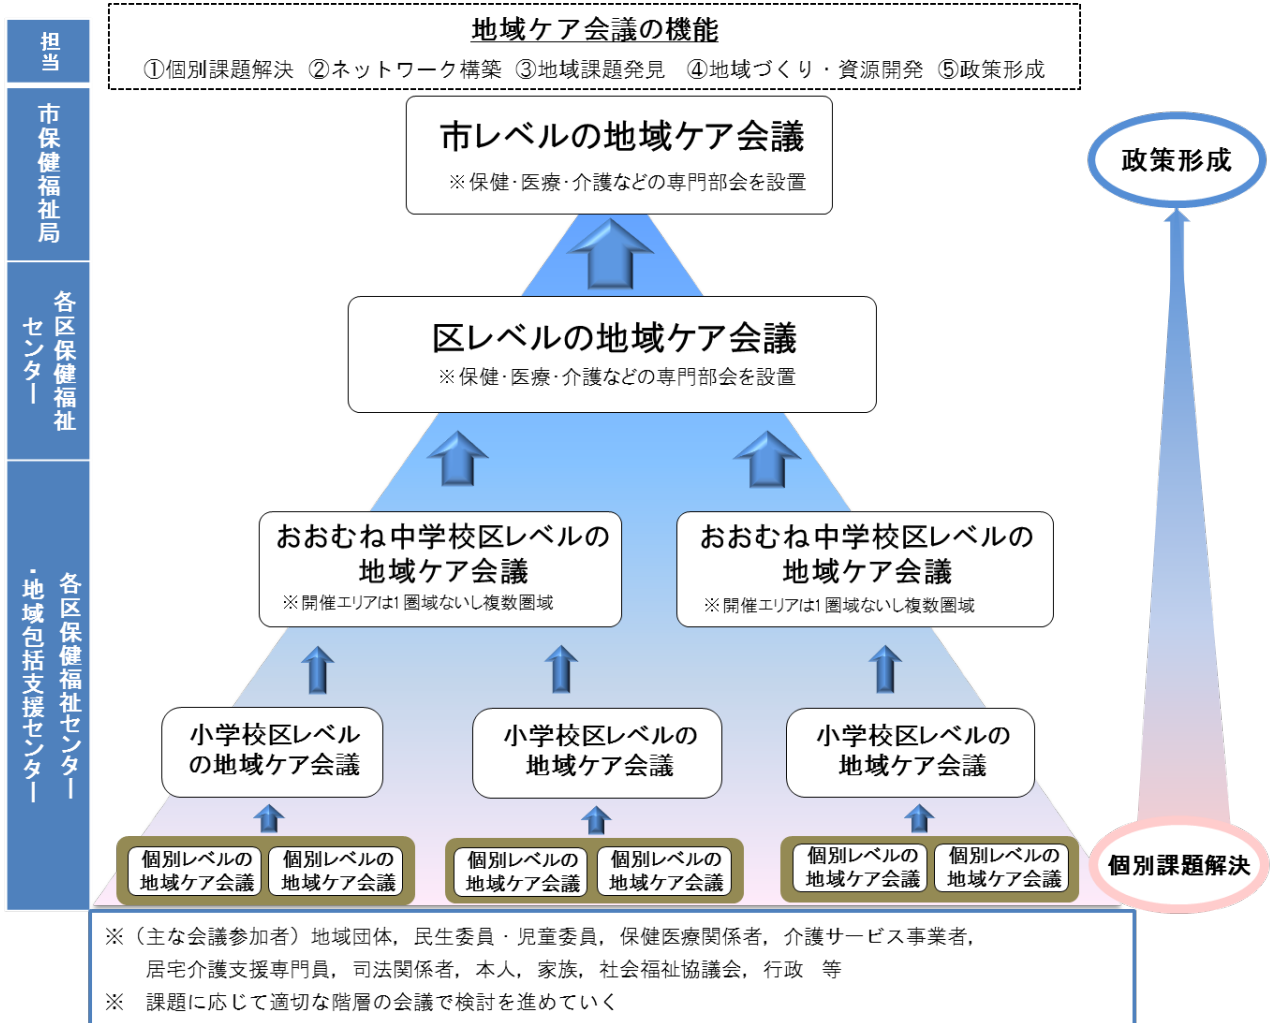 担当
地域ケア会議の機能
①個別課題解決 ②ネットワーク構築 ③地域課題発見 ④地域づくり・資源開発 ⑤政策形成
市保健福祉局
市レベルの地域ケア会議
※保健・医療・介護などの専門部会を設置
政策形成
各区保健福祉
センター
区レベルの地域ケア会議
※保健・医療・介護などの専門部会を設置
各区保健福祉センター
・地域包括支援センター
おおむね中学校区レベルの
地域ケア会議
※開催エリアは1圏域ないし複数圏域
おおむね中学校区レベルの
地域ケア会議
※開催エリアは1圏域ないし複数圏域
小学校区レベル
の地域ケア会議
小学校区レベルの
地域ケア会議
小学校区レベルの
地域ケア会議
個別レベルの
地域ケア会議
個別レベルの
地域ケア会議
個別レベルの
地域ケア会議
個別レベルの
地域ケア会議
個別レベルの
地域ケア会議
個別レベルの
地域ケア会議
個別課題解決
※（主な会議参加者）地域団体，民生委員・児童委員，保健医療関係者，介護サービス事業者，
居宅介護支援専門員，司法関係者，本人，家族，社会福祉協議会，行政 等
※ 課題に応じて適切な階層の会議で検討を進めていく